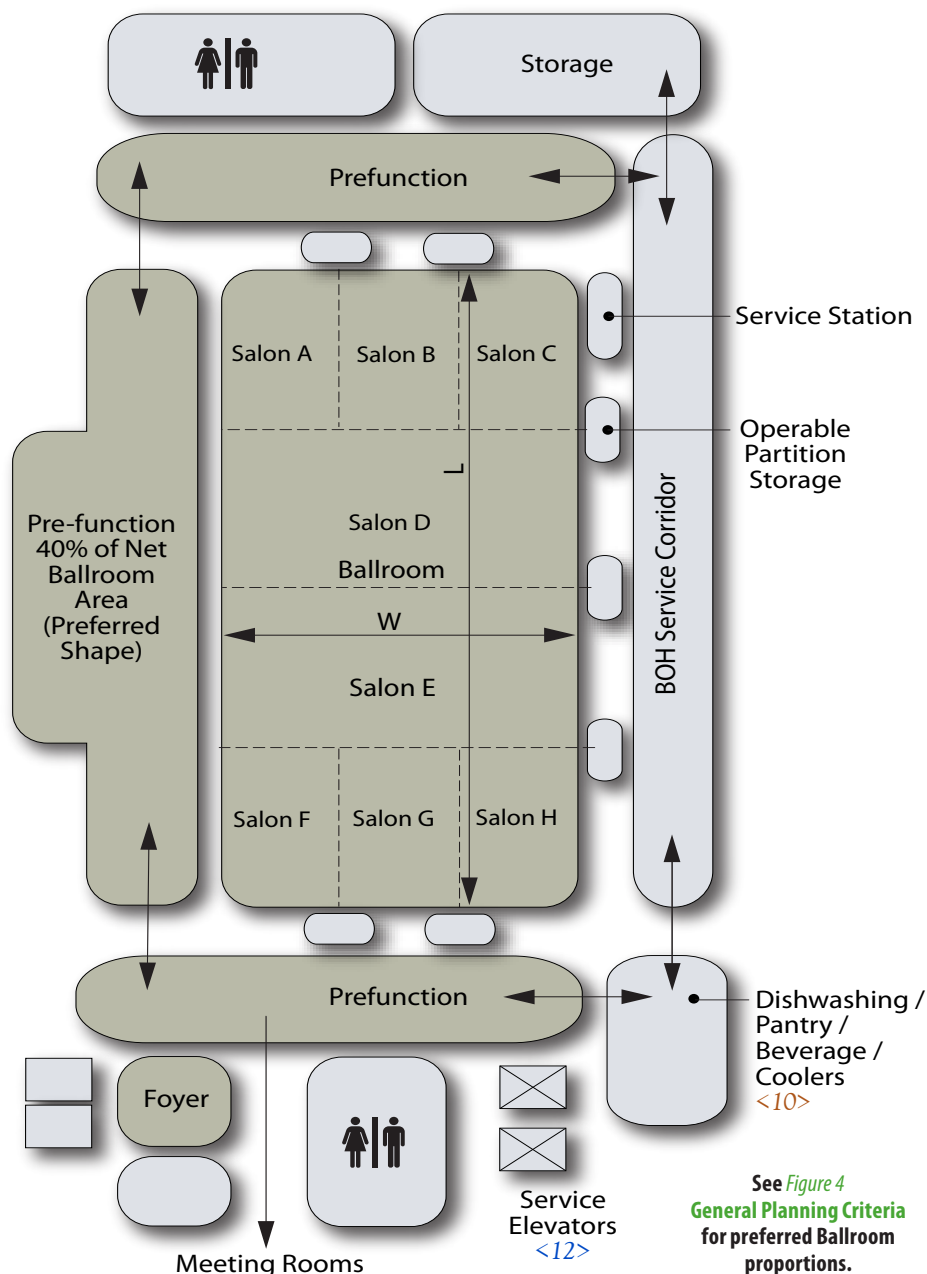 Storage
Prefunction
Service Station
Salon A
Salon B
Salon C
Operable
Partition
Storage
L
BOH Service Corridor
Pre-function
40% of Net
Ballroom
Area
(Preferred
Shape)
Salon D
Ballroom
W
Salon E
Salon F
Salon G
Salon H
Prefunction
Dishwashing /
Pantry /
Beverage /
Coolers
<10>
Foyer
Service
Elevators
<12>
Meeting Rooms
See Figure 4
General Planning Criteria
for preferred Ballroom
proportions.